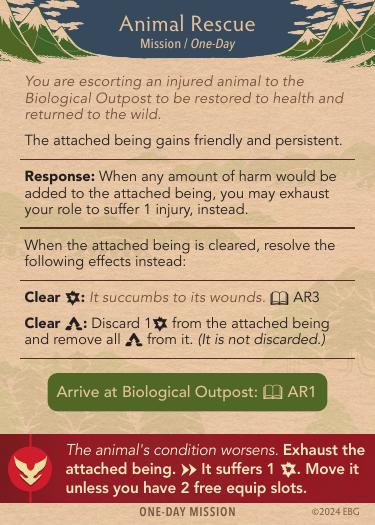 Animal Rescue
Mission / One-Day
You are escorting an injured animal to the
Biological Outpost to be restored to health and
returned to the wild.
The attached being gains friendly and persistent.
Response: When any amount of harm would be
added to the attached being, you may exhaust
your role to suffer 1 injury, instead.
When the attached being is cleared, resolve the
following effects instead:
Clear : It succumbs to its wounds. AR3
Clear : Discard 1 from the attached being
and remove all from it. (It is not discarded.)
Arrive at Biological Outpost: AR1
The animal's condition worsens. Exhaust the
attached being. It suffers 1 . Move it
unless you have 2 free equip slots.
ONE-DAY MISSION
©2024 EBG